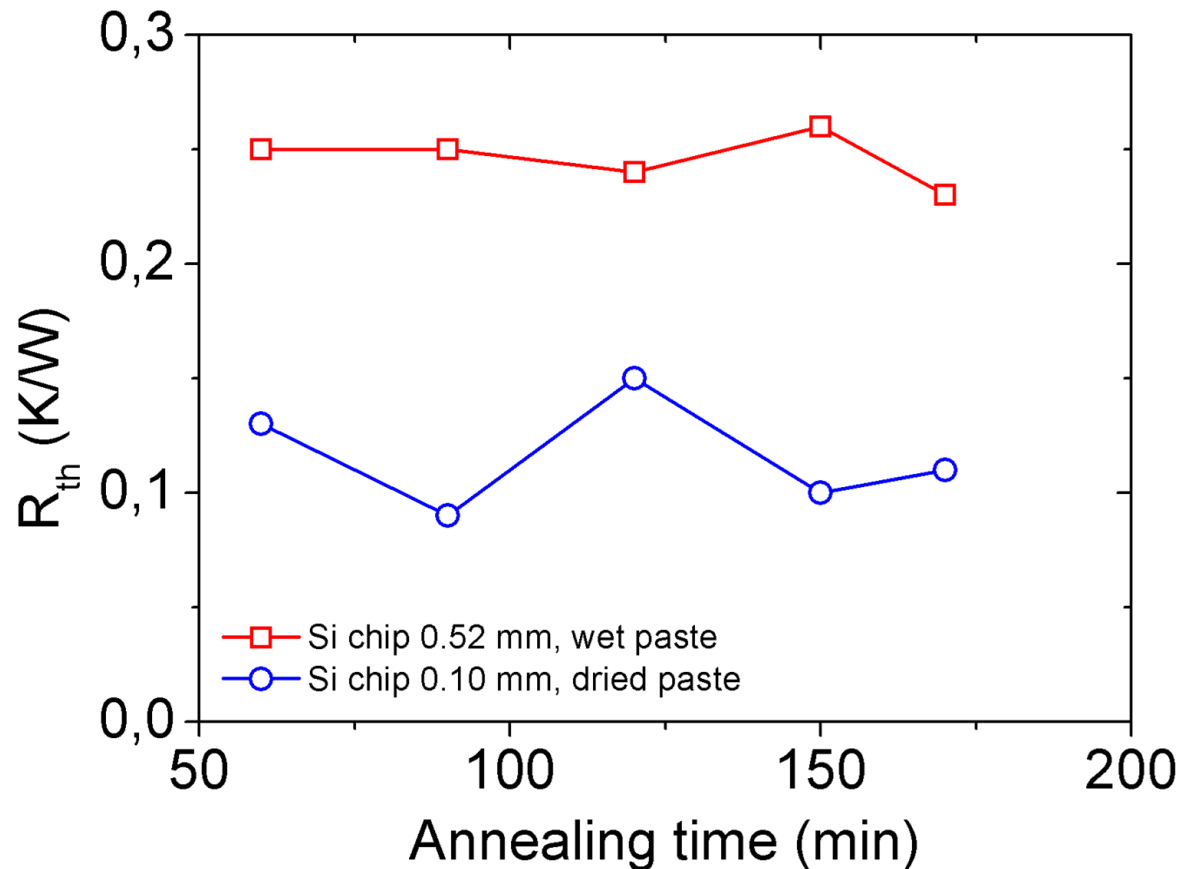 0,3
0,2
0,1
0,0
R_th (K/W)
Si chip 0.52 mm, wet paste
Si chip 0.10 mm, dried paste
50 100 150 200
Annealing time (min)